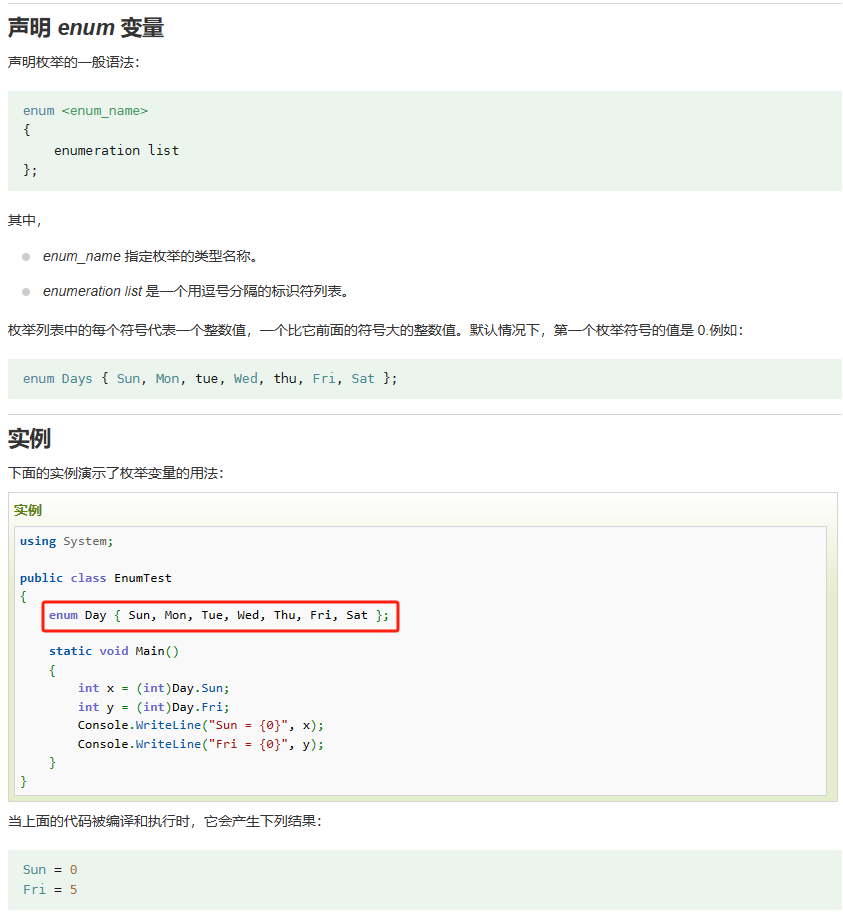 声明 enum 变量
声明枚举的一般语法：
enum <enum_name>
{
    enumeration list
};
其中，
enum_name 指定枚举的类型名称。
enumeration list 是一个用逗号分隔的标识符列表。
枚举列表中的每个符号代表一个整数值，一个比它前面的符号大的整数值。默认情况下，第一个枚举符号的值是 0.例如：
enum Days { Sun, Mon, tue, Wed, thu, Fri, Sat };
实例
下面的实例演示了枚举变量的用法：
实例
using System;
public class EnumTest
{
    enum Day { Sun, Mon, Tue, Wed, Thu, Fri, Sat };
    static void Main()
    {
        int x = (int)Day.Sun;
        int y = (int)Day.Fri;
        Console.WriteLine("Sun = {0}", x);
        Console.WriteLine("Fri = {0}", y);
    }
}
当上面的代码被编译和执行时，它会产生下列结果：
Sun = 0
Fri = 5